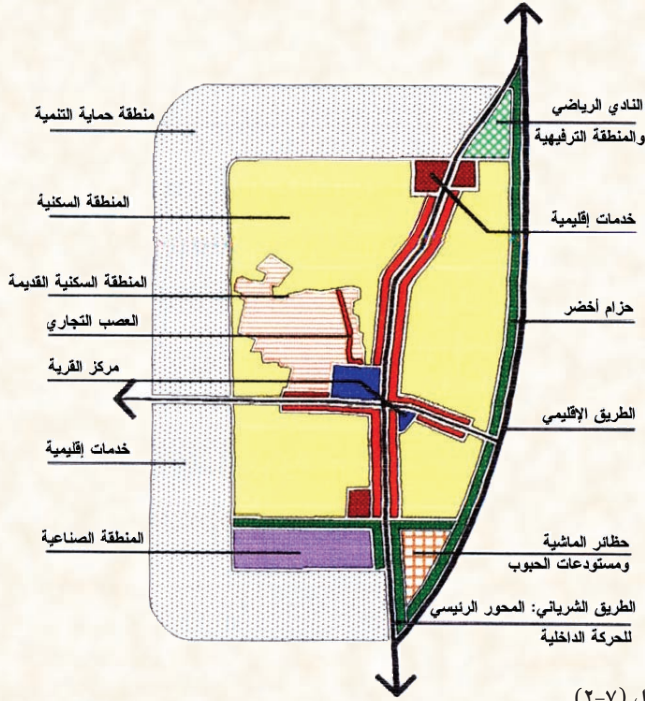 النادي الرياضي
والمنطقة الترفيهية
منطقة حماية التنمية
المنطقة السكنية
خدمات إقليمية
المنطقة السكنية القديمة
العصب التجاري
حزام أخضر
مركز القرية
الطريق الإقليمي
خدمات إقليمية
المنطقة الصناعية
حظائر الماشية
ومستودعات الحبوب
الطريق الشرياني: المحور الرئيسي
للحركة الداخلية
(٧-٢)